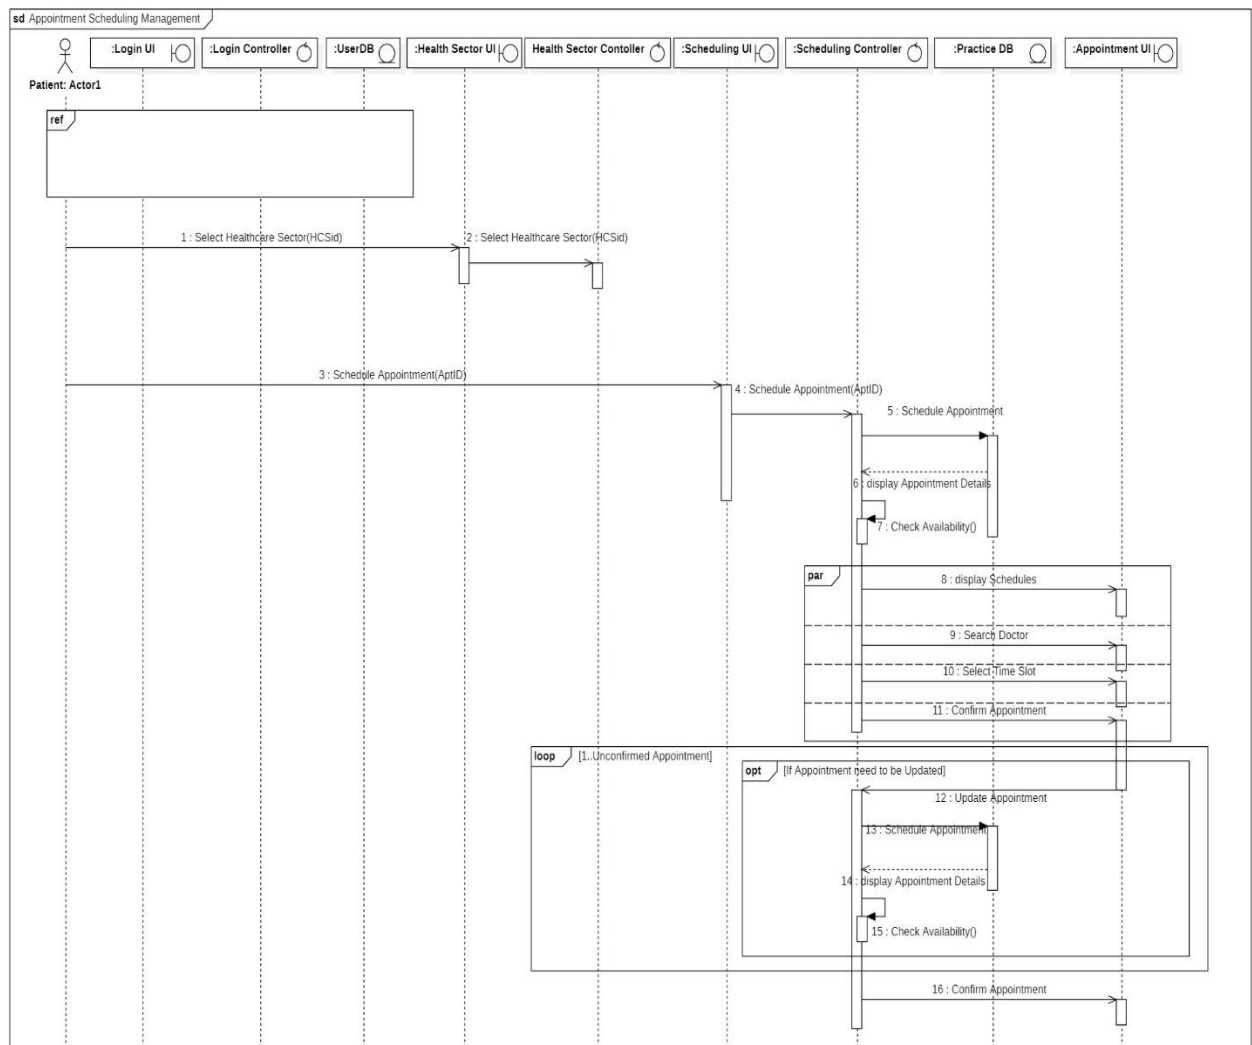 sd Appointment Scheduling Management
:Login UI
:Login Controller
:UserDB
:Health Sector UI
Health Sector Contoller
:Scheduling UI
:Scheduling Controller
:Practice DB
:Appointment UI
Patient: Actor1
ref
1 : Select Healthcare Sector(HCSid)
2 : Select Healthcare Sector(HCSid)
3 : Schedule Appointment(AptID)
4 : Schedule Appointment(AptID)
5 : Schedule Appointment
6 : display Appointment Details
7 : Check Availability()
par
8 : display Schedules
9 : Search Doctor
10 : Select Time Slot
11 : Confirm Appointment
loop
[1..Unconfirmed Appointment]
opt
[If Appointment need to be Updated]
12 : Update Appointment
13 : Schedule Appointment
14 : display Appointment Details
15 : Check Availability()
16 : Confirm Appointment